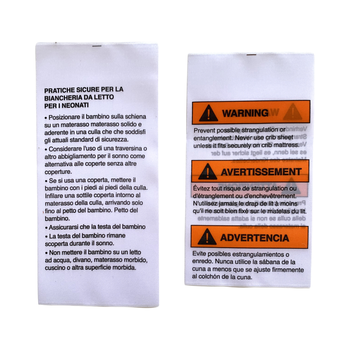 PRATICHE SICURE PER LA
BIANCHERIA DA LETTO
PER I NEONATI
• Posizionare il bambino sulla schiena
su un materasso materasso solido e
aderente in una culla che che soddisfi
gli attuali standard di sicurezza.
• Considerare l'uso di una traversina o
altro abbigliamento per il sonno come
alternativa alle coperte senza altre
coperte.
• Se si usa una coperta, mettere il
bambino con i piedi ai piedi della culla.
Infilare una sottile coperta intorno al
materasso della culla, arrivando solo
fino al petto del bambino. Petto del
bambino.
• Assicurarsi che la testa del bambino
• La testa del bambino rimane
scoperta durante il sonno.
• Non mettere il bambino su un letto
ad acqua, divano, materasso morbido,
cuscino o altra superficie morbida.
WARNING
Prevent possible strangulation or
entanglement. Never use crib sheet
unless it fits securely on crib mattress.
AVERTISSEMENT
Évitez tout risque de strangulation ou
d'étranglement ou d'enchevêtrement.
N'utilisez jamais le drap de lit à moins
qu'il me soit bien fixé sur le matelas du lit.
ADVERTENCIA
Evite posibles estrangulamientos o
enredo. Nunca utilice la sábana de la
cuna a menos que se ajuste firmemente
al colchón de la cuna.